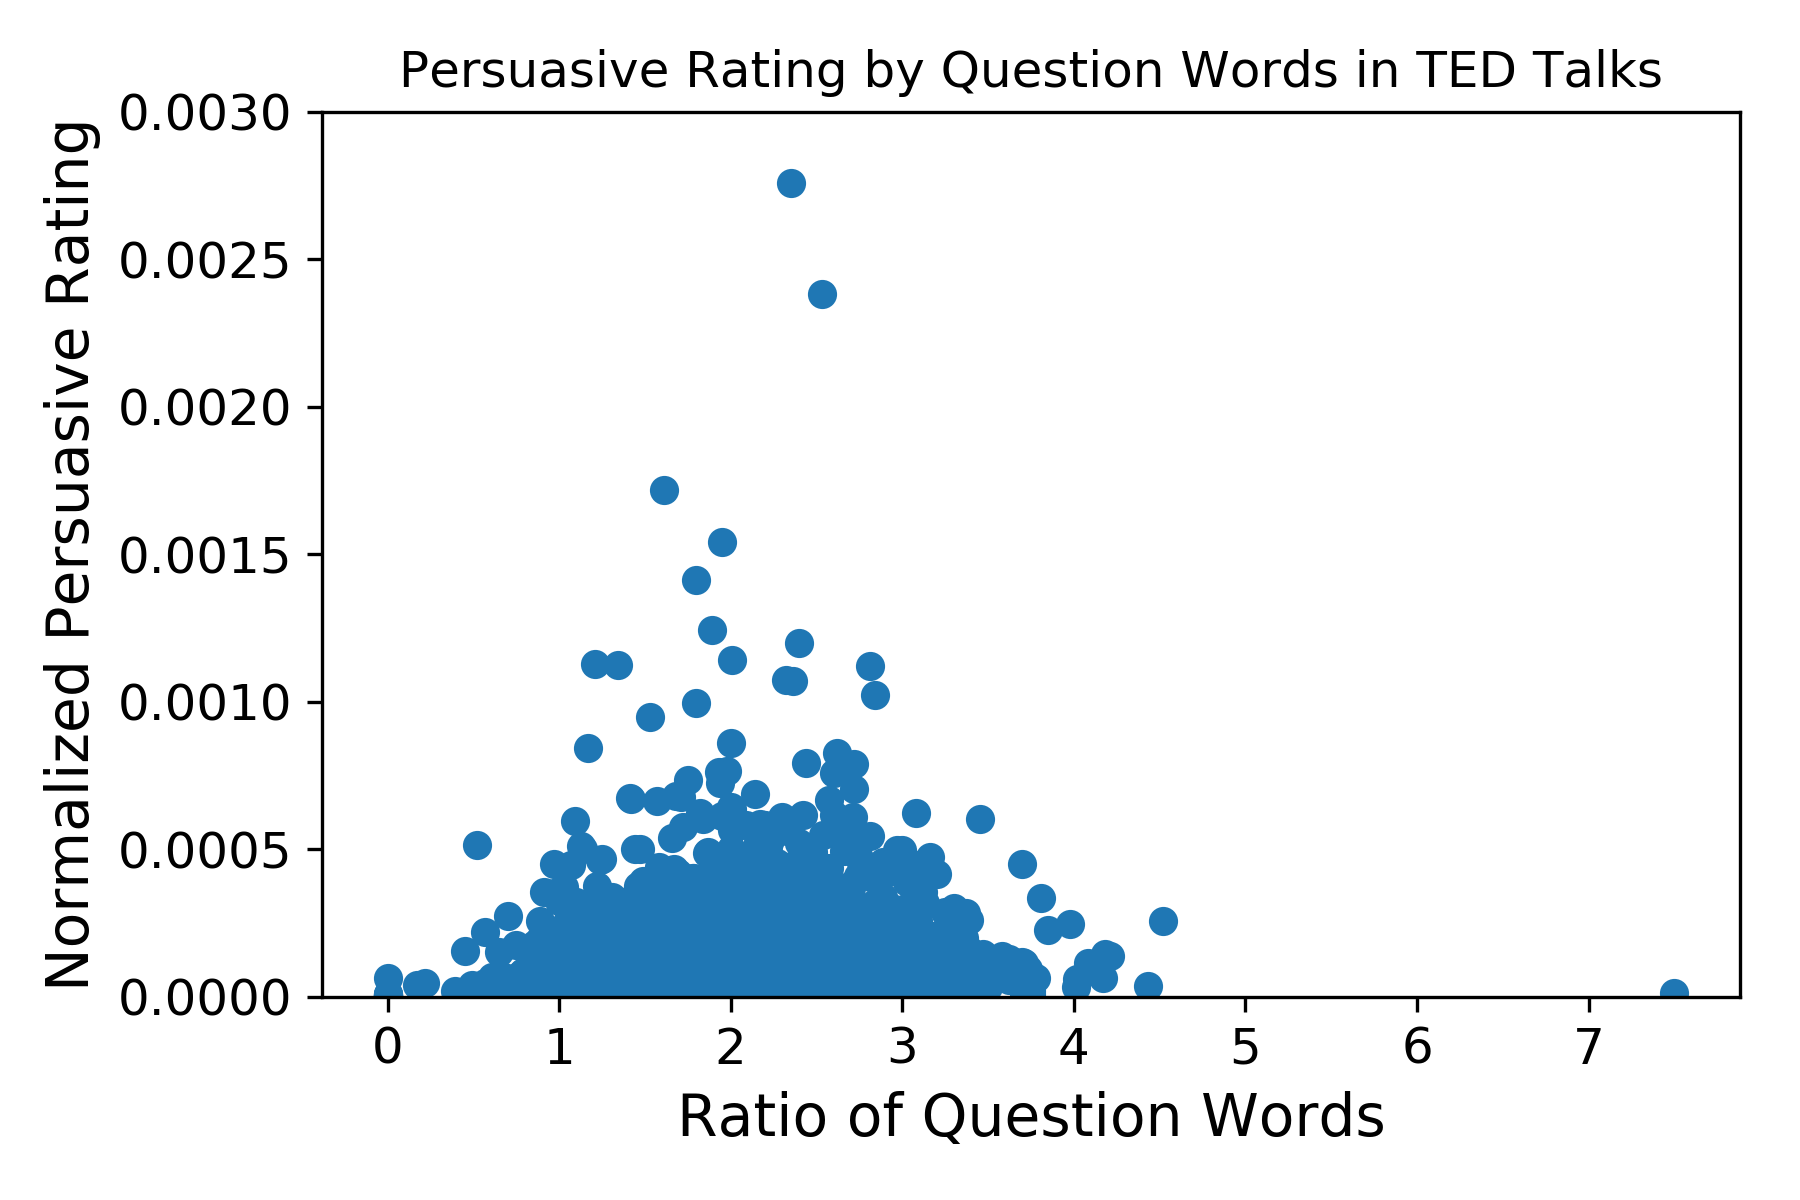 Persuasive Rating by Question Words in TED Talks
Normalized Persuasive Rating
0.0030
0.0025
0.0020
0.0015
0.0010
0.0005
0.0000
0 1 2 3 4 5 6 7
Ratio of Question Words